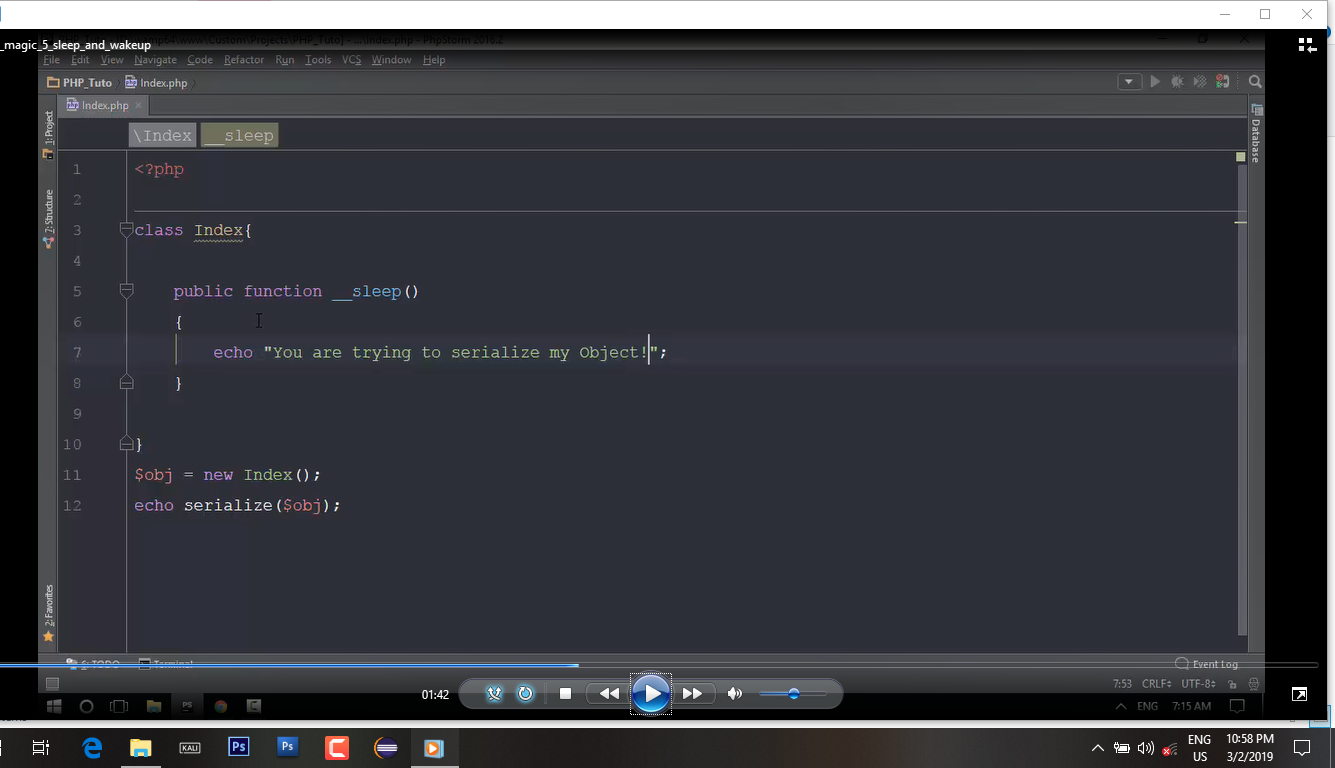 _magic_5_sleep_and_wakeup
File Edit View Navigate Code Refactor Run Tools VCS Window Help
PHP_Tuto Index.php
Index.php
1: Project
Database
\Index __sleep
1 <?php
2
3 class Index{
4
5 public function __sleep()
6 {
7 echo "You are trying to serialize my Object!";
8 }
9
10 }
11 $obj = new Index();
12 echo serialize($obj);
7: Structure
2: Favorites
6: TODO Terminal
Event Log
7:53 CRLF UTF-8
01:42
ENG 7:15 AM
KALI
Ps
Ps
ENG
US
10:58 PM
3/2/2019